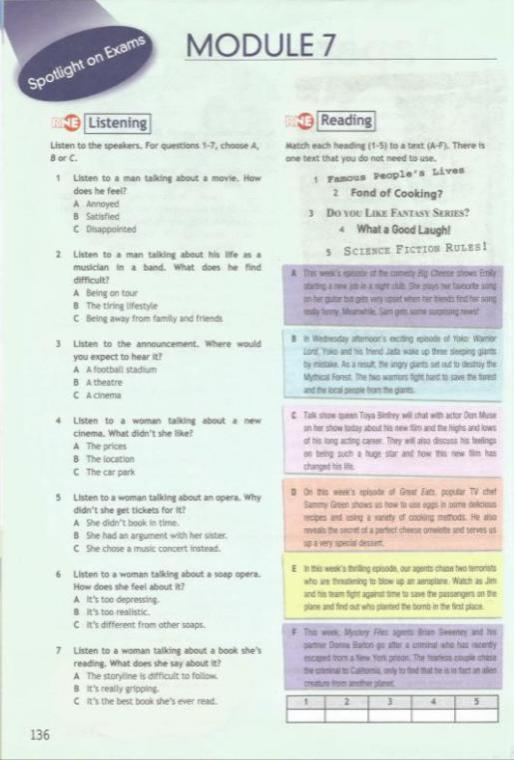 Spotlight on Exams
MODULE 7
RNE Listening
Listen to the speakers. For questions 1-7, choose A,
B or C.
1 Listen to a man talking about a movie. How
does he feel?
A Annoyed
B Satisfied
C Disappointed
2 Listen to a man talking about his life as a
musician in a band. What does he find
difficult?
A Being on tour
B The tiring lifestyle
C Being away from family and friends
3 Listen to the announcement. Where would
you expect to hear it?
A A football stadium
B A theatre
C A cinema
4 Listen to a woman talking about a new
cinema. What didn't she like?
A The prices
B The location
C The car park
5 Listen to a woman talking about an opera. Why
didn't she get tickets for it?
A She didn't book in time.
B She had an argument with her sister.
C She chose a music concert instead.
6 Listen to a woman talking about a soap opera.
How does she feel about it?
A It's too depressing.
B It's too realistic.
C It's different from other soaps.
7 Listen to a woman talking about a book she's
reading. What does she say about it?
A The storyline is difficult to follow.
B It's really gripping.
C It's the best book she's ever read.
RNE Reading
Match each heading (1-5) to a text (A-F). There is
one text that you do not need to use.
1 Famous People's Lives
2 Fond of Cooking?
3 DO YOU LIKE FANTASY SERIES?
4 What a Good Laugh!
5 SCIENCE FICTION RULES!
A This week's episode of the comedy Big Cheese shows Emily
starting a new job in a night club. She plays her favourite song
on her guitar but gets very upset when her friends find her song
really funny. Meanwhile, Sam gets some surprising news!
B In Wednesday afternoon's exciting episode of Yoko: Warrior
Lord, Yoko and his friend Jada wake up three sleeping giants
by mistake. As a result, the angry giants set out to destroy the
Mythical Forest. The two warriors fight hard to save the forest
and the local people from the giants.
C Talk show queen Toya Binfrey will chat with actor Don Muse
on her show today about his new film and the highs and lows
of his long acting career. They will also discuss his feelings
on being such a huge star and how this new film has
changed his life.
D On this week's episode of Great Eats, popular TV chef
Sammy Green shows us how to use eggs in some delicious
recipes and using a variety of cooking methods. He also
reveals the secret of a perfect cheese omelette and serves us
up a very special dessert.
E In this week's thrilling episode, our agents chase two terrorists
who are threatening to blow up an aeroplane. Watch as Jim
and his team fight against time to save the passengers on the
plane and find out who planted the bomb in the first place.
F This week, Mystery Files agents Brian Sweeney and his
partner Donna Barton go after a criminal who has recently
escaped from a New York prison. The fearless couple chase
the criminal to California, only to find that he is in fact an alien
creature from another planet.
1 2 3 4 5
136